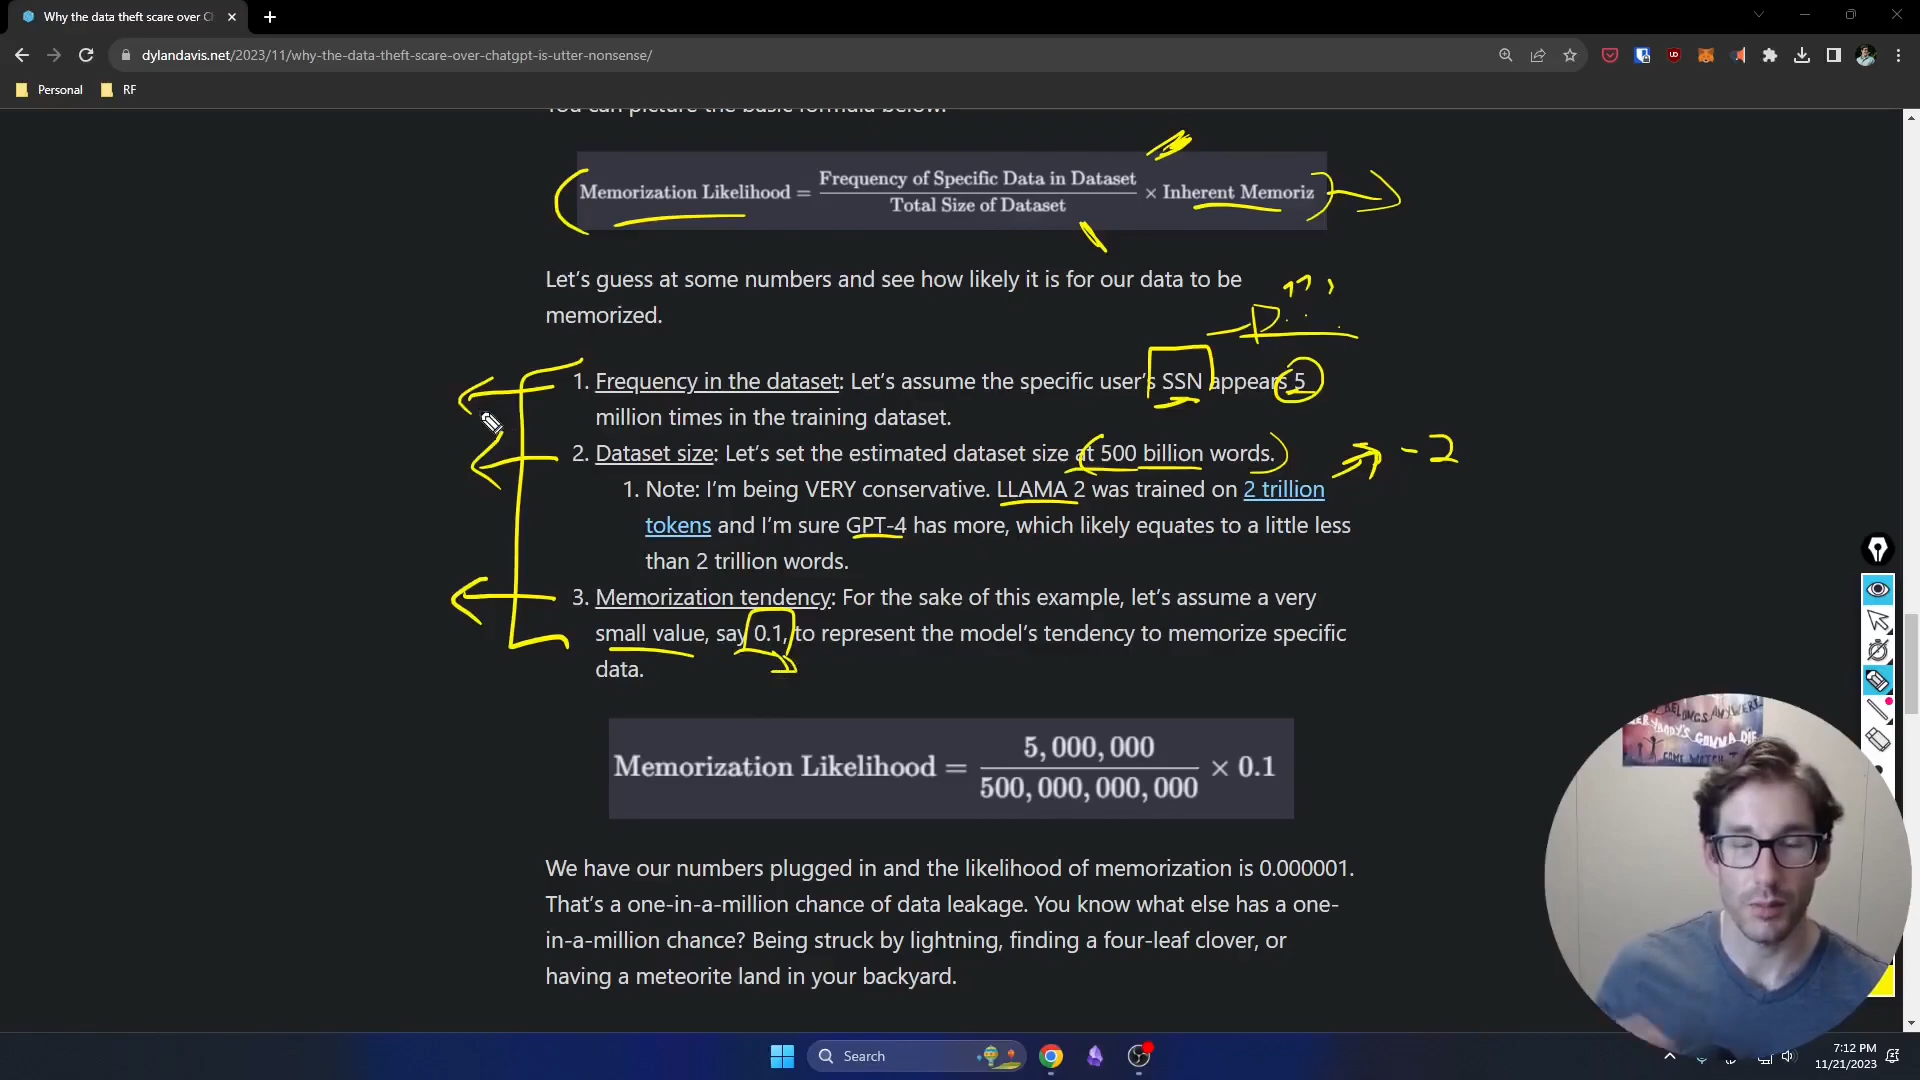 Why the data theft scare over C
dylandavis.net/2023/11/why-the-data-theft-scare-over-chatgpt-is-utter-nonsense/
Personal
RF
You can picture the basic formula below.
Memorization Likelihood = Frequency of Specific Data in Dataset / Total Size of Dataset × Inherent Memoriz
Let's guess at some numbers and see how likely it is for our data to be
memorized.
1. Frequency in the dataset: Let's assume the specific user's SSN appears 5
million times in the training dataset.
2. Dataset size: Let's set the estimated dataset size at 500 billion words.
- 2
1. Note: I'm being VERY conservative. LLAMA 2 was trained on 2 trillion
tokens and I'm sure GPT-4 has more, which likely equates to a little less
than 2 trillion words.
3. Memorization tendency: For the sake of this example, let's assume a very
small value, say 0.1, to represent the model's tendency to memorize specific
data.
Memorization Likelihood = 5,000,000 / 500,000,000,000 × 0.1
We have our numbers plugged in and the likelihood of memorization is 0.000001.
That's a one-in-a-million chance of data leakage. You know what else has a one-
in-a-million chance? Being struck by lightning, finding a four-leaf clover, or
having a meteorite land in your backyard.
Search
7:12 PM
11/21/2023